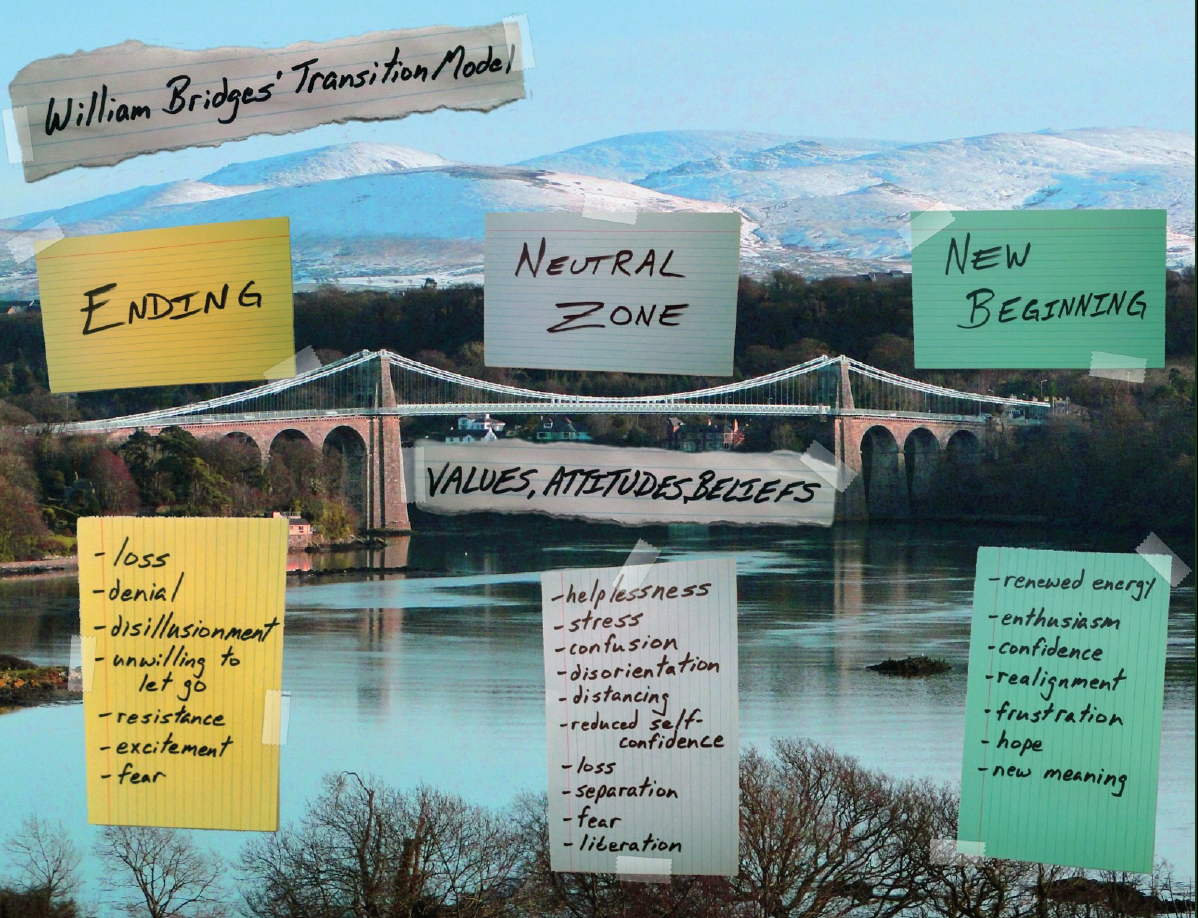 William Bridges' Transition Model
ENDING
NEUTRAL
ZONE
NEW
BEGINNING
VALUES, ATTITUDES, BELIEFS
- loss
- denial
- disillusionment
- unwilling to
let go
- resistance
- excitement
- fear
- helplessness
- stress
- confusion
- disorientation
- distancing
- reduced self-
confidence
- loss
- separation
- fear
- liberation
- renewed energy
- enthusiasm
- confidence
- realignment
- frustration
- hope
- new meaning